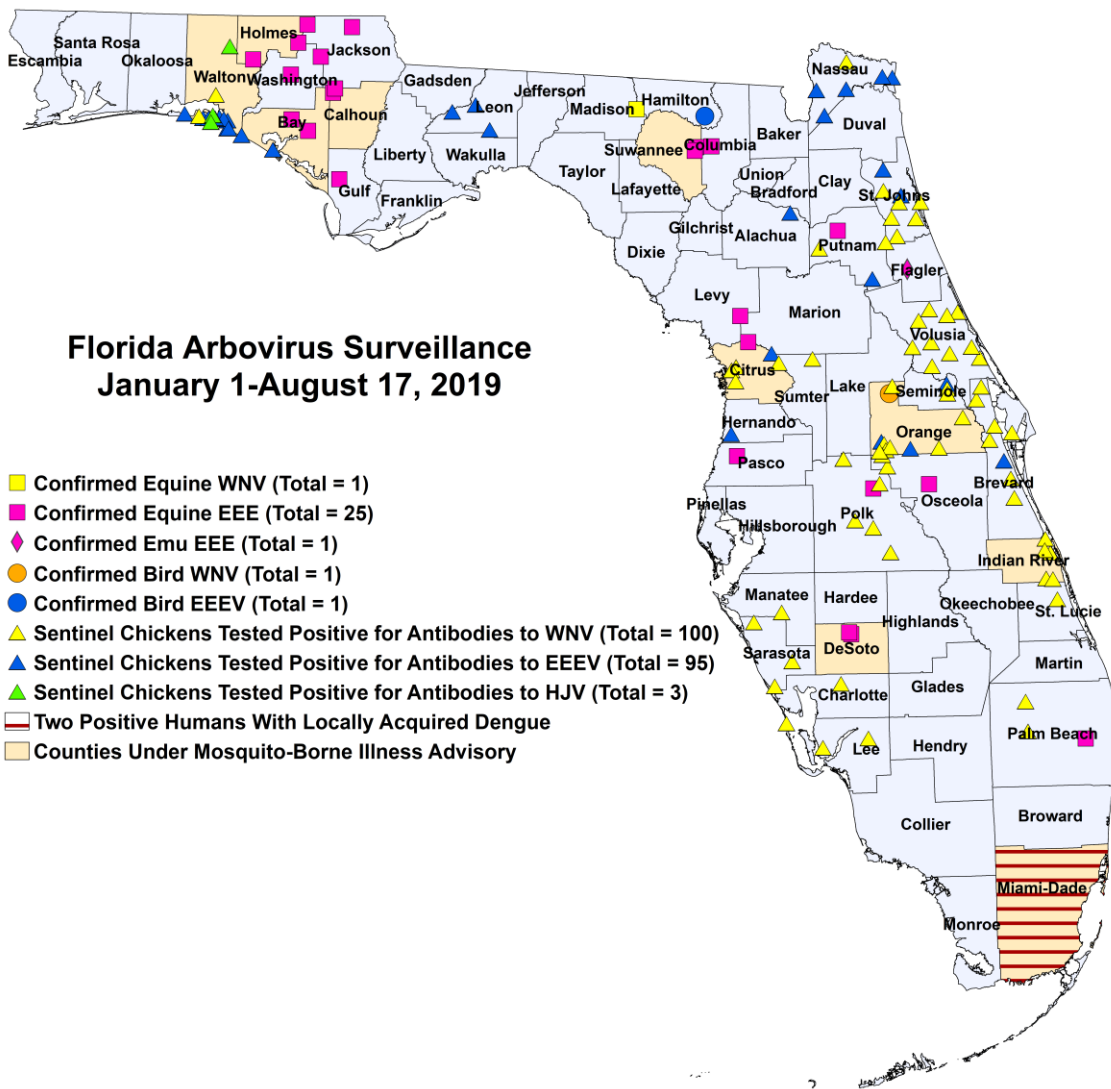 Holmes
Jackson
Santa Rosa
Escambia
Okaloosa
Walton
Washington
Gadsden
Leon
Jefferson
Madison
Hamilton
Nassau
Bay
Calhoun
Liberty
Wakulla
Taylor
Suwannee
Columbia
Baker
Duval
Gulf
Franklin
Lafayette
Union
Bradford
Clay
St. Johns
Dixie
Gilchrist
Alachua
Putnam
Flagler
Levy
Marion
Volusia
Florida Arbovirus Surveillance
January 1-August 17, 2019
Citrus
Sumter
Lake
Seminole
Hernando
Orange
Pasco
Brevard
Osceola
Pinellas
Hillsborough
Polk
Indian River
Confirmed Equine WNV (Total = 1)
Confirmed Equine EEE (Total = 25)
Confirmed Emu EEE (Total = 1)
Confirmed Bird WNV (Total = 1)
Confirmed Bird EEEV (Total = 1)
Sentinel Chickens Tested Positive for Antibodies to WNV (Total = 100)
Sentinel Chickens Tested Positive for Antibodies to EEEV (Total = 95)
Sentinel Chickens Tested Positive for Antibodies to HJV (Total = 3)
Two Positive Humans With Locally Acquired Dengue
Counties Under Mosquito-Borne Illness Advisory
Manatee
Hardee
Highlands
Okeechobee
St. Lucie
Sarasota
DeSoto
Martin
Charlotte
Glades
Lee
Hendry
Palm Beach
Collier
Broward
Miami-Dade
Monroe